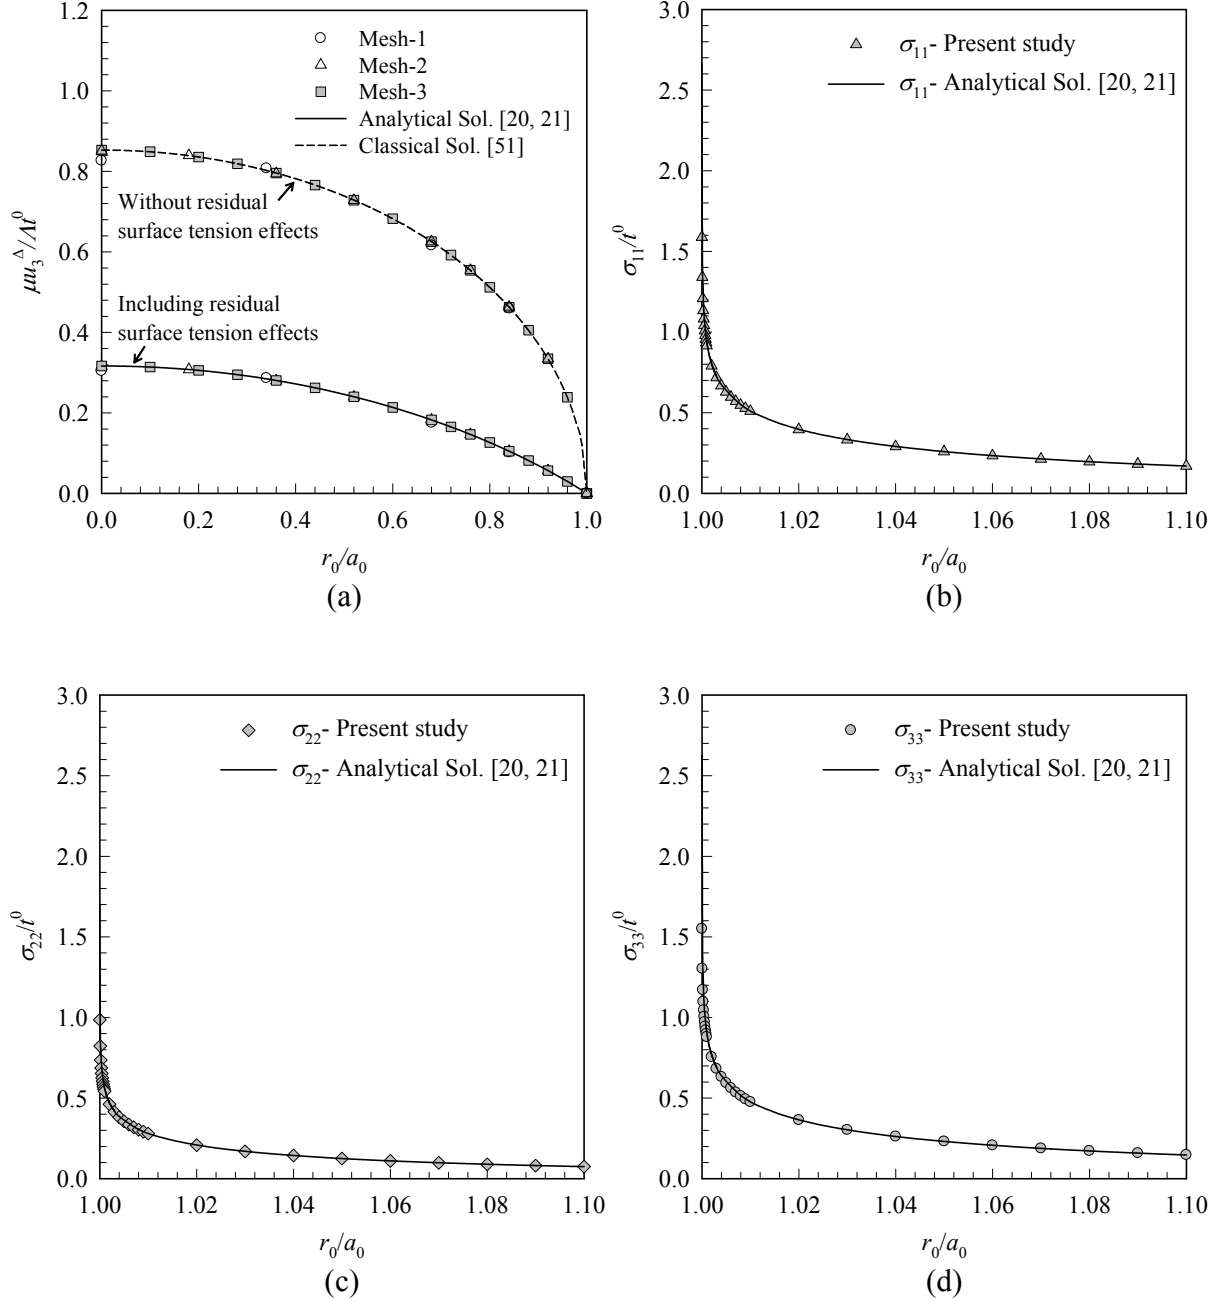 1.2
1.0
0.8
0.6
0.4
0.2
0.0
μu₃^Δ/Λt⁰
Mesh-1
Mesh-2
Mesh-3
Analytical Sol. [20, 21]
Classical Sol. [51]
Without residual
surface tension effects
Including residual
surface tension effects
0.0 0.2 0.4 0.6 0.8 1.0
r₀/a₀
(a)
3.0
2.5
2.0
1.5
1.0
0.5
0.0
σ₁₁/t⁰
σ₁₁- Present study
σ₁₁- Analytical Sol. [20, 21]
1.00 1.02 1.04 1.06 1.08 1.10
r₀/a₀
(b)
3.0
2.5
2.0
1.5
1.0
0.5
0.0
σ₂₂/t⁰
σ₂₂- Present study
σ₂₂- Analytical Sol. [20, 21]
1.00 1.02 1.04 1.06 1.08 1.10
r₀/a₀
(c)
3.0
2.5
2.0
1.5
1.0
0.5
0.0
σ₃₃/t⁰
σ₃₃- Present study
σ₃₃- Analytical Sol. [20, 21]
1.00 1.02 1.04 1.06 1.08 1.10
r₀/a₀
(d)